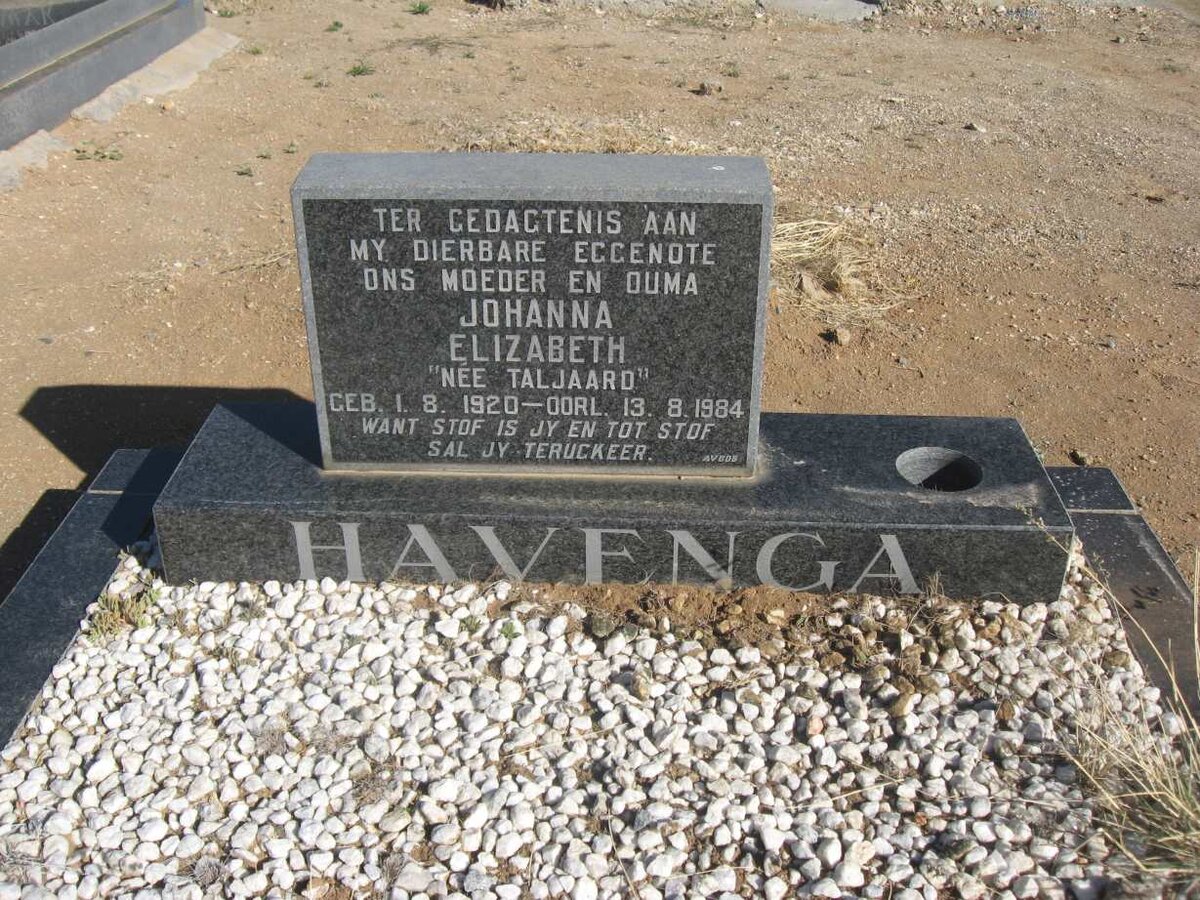 TER GEDAGTENIS AAN
MY DIERBARE EGGENOTE
ONS MOEDER EN OUMA
JOHANNA
ELIZABETH
"NÉE TALJAARD"
GEB. 1. 8. 1920 — OORL. 13. 8. 1984
WANT STOF IS JY EN TOT STOF
SAL JY TERUGKEER.
HAVENGA